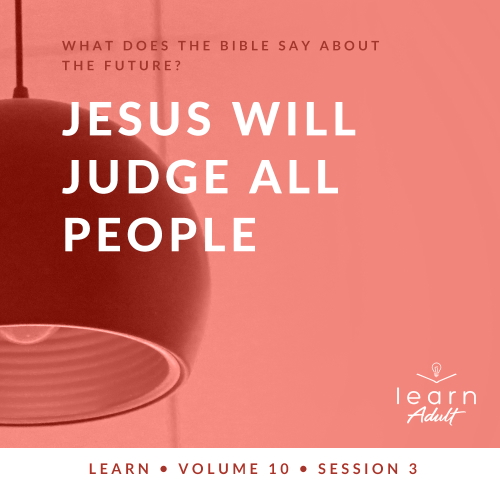 WHAT DOES THE BIBLE SAY ABOUT
THE FUTURE?
JESUS WILL
JUDGE ALL
PEOPLE
learn
Adult
LEARN • VOLUME 10 • SESSION 3